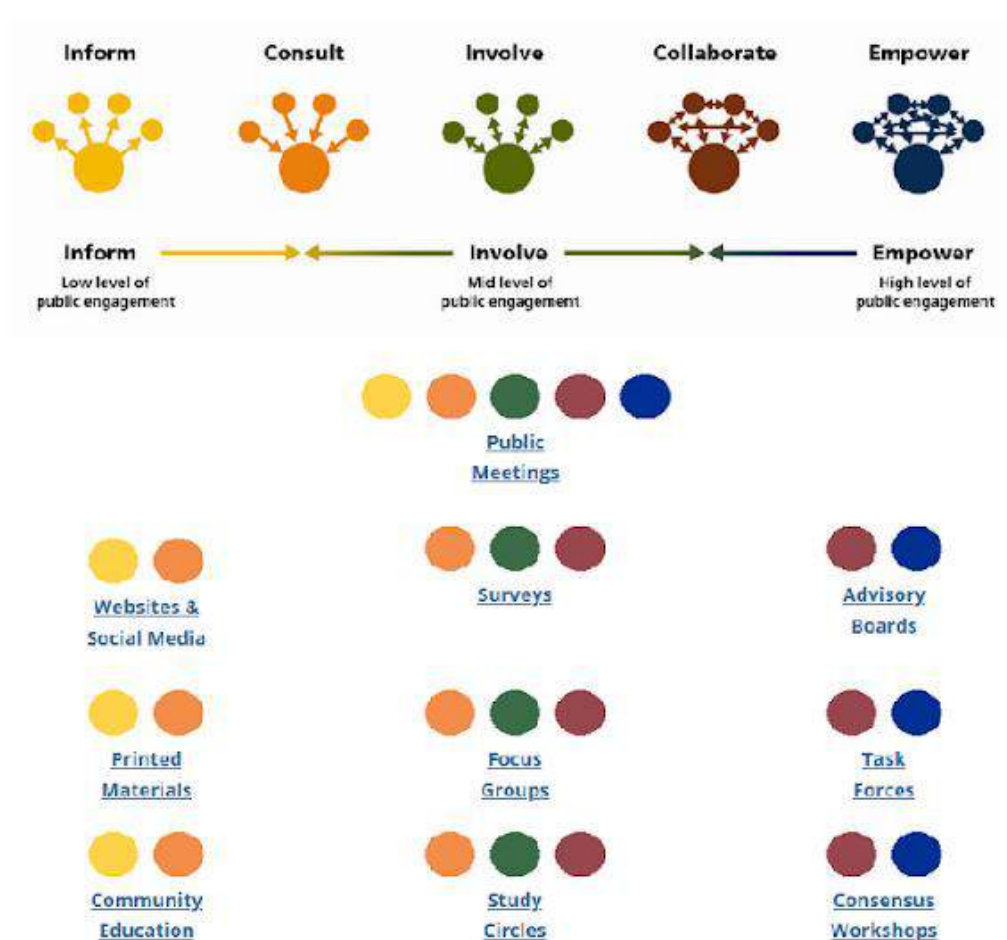 Inform Consult Involve Collaborate Empower
Inform Involve Empower
Low level of Mid level of High level of
public engagement public engagement public engagement
Public
Meetings
Websites &
Social Media
Surveys
Advisory
Boards
Printed
Materials
Focus
Groups
Task
Forces
Community
Education
Study
Circles
Consensus
Workshops